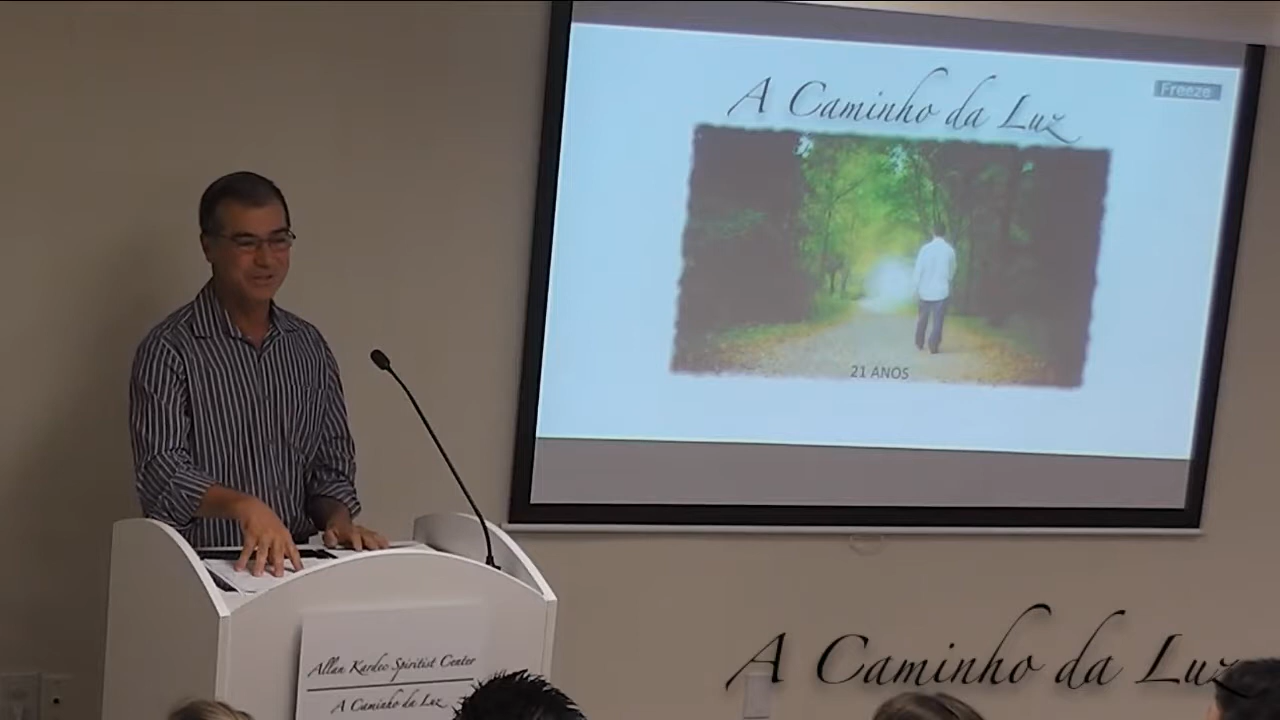 A Caminho da Luz
Freeze
21 ANOS
Allan Kardec Spiritist Center
A Caminho da Luz
A Caminho da Luz